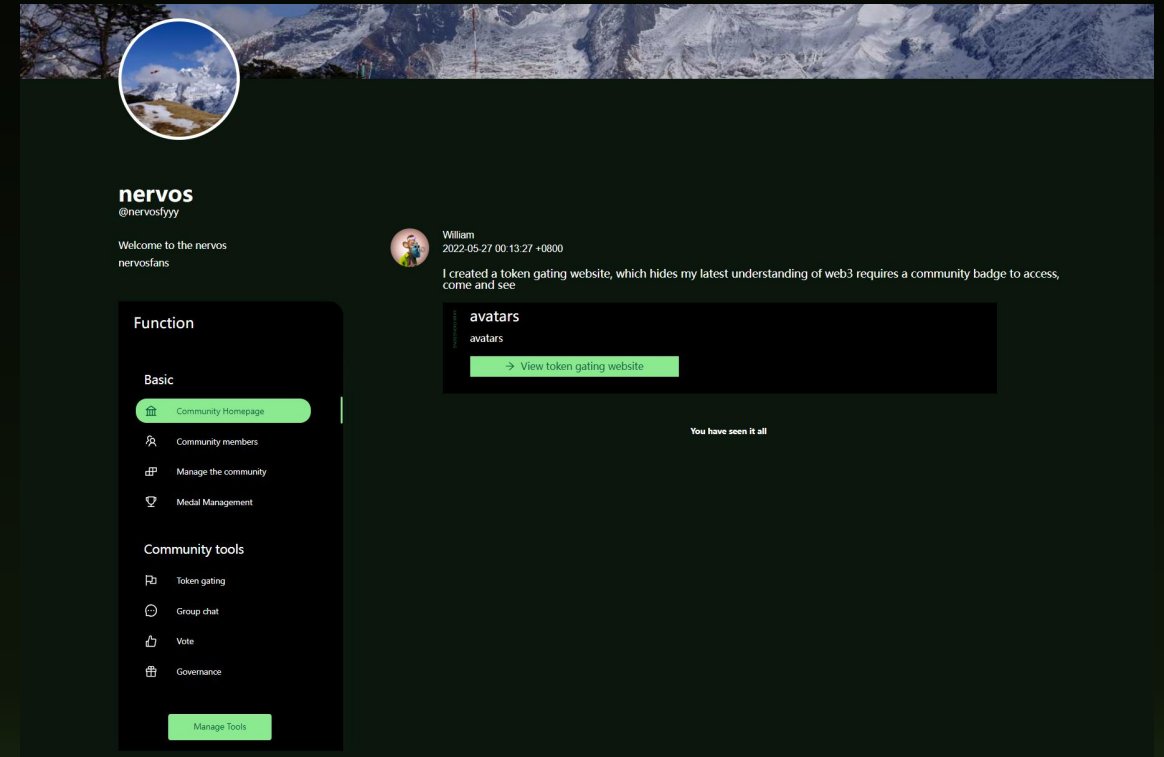 nervos
@nervosfyyy
Welcome to the nervos
nervosfans
Function
Basic
Community Homepage
Community members
Manage the community
Medal Management
Community tools
Token gating
Group chat
Vote
Governance
Manage Tools
William
2022-05-27 00:13:27 +0800
I created a token gating website, which hides my latest understanding of web3 requires a community badge to access,
come and see
avatars
avatars
→ View token gating website
You have seen it all